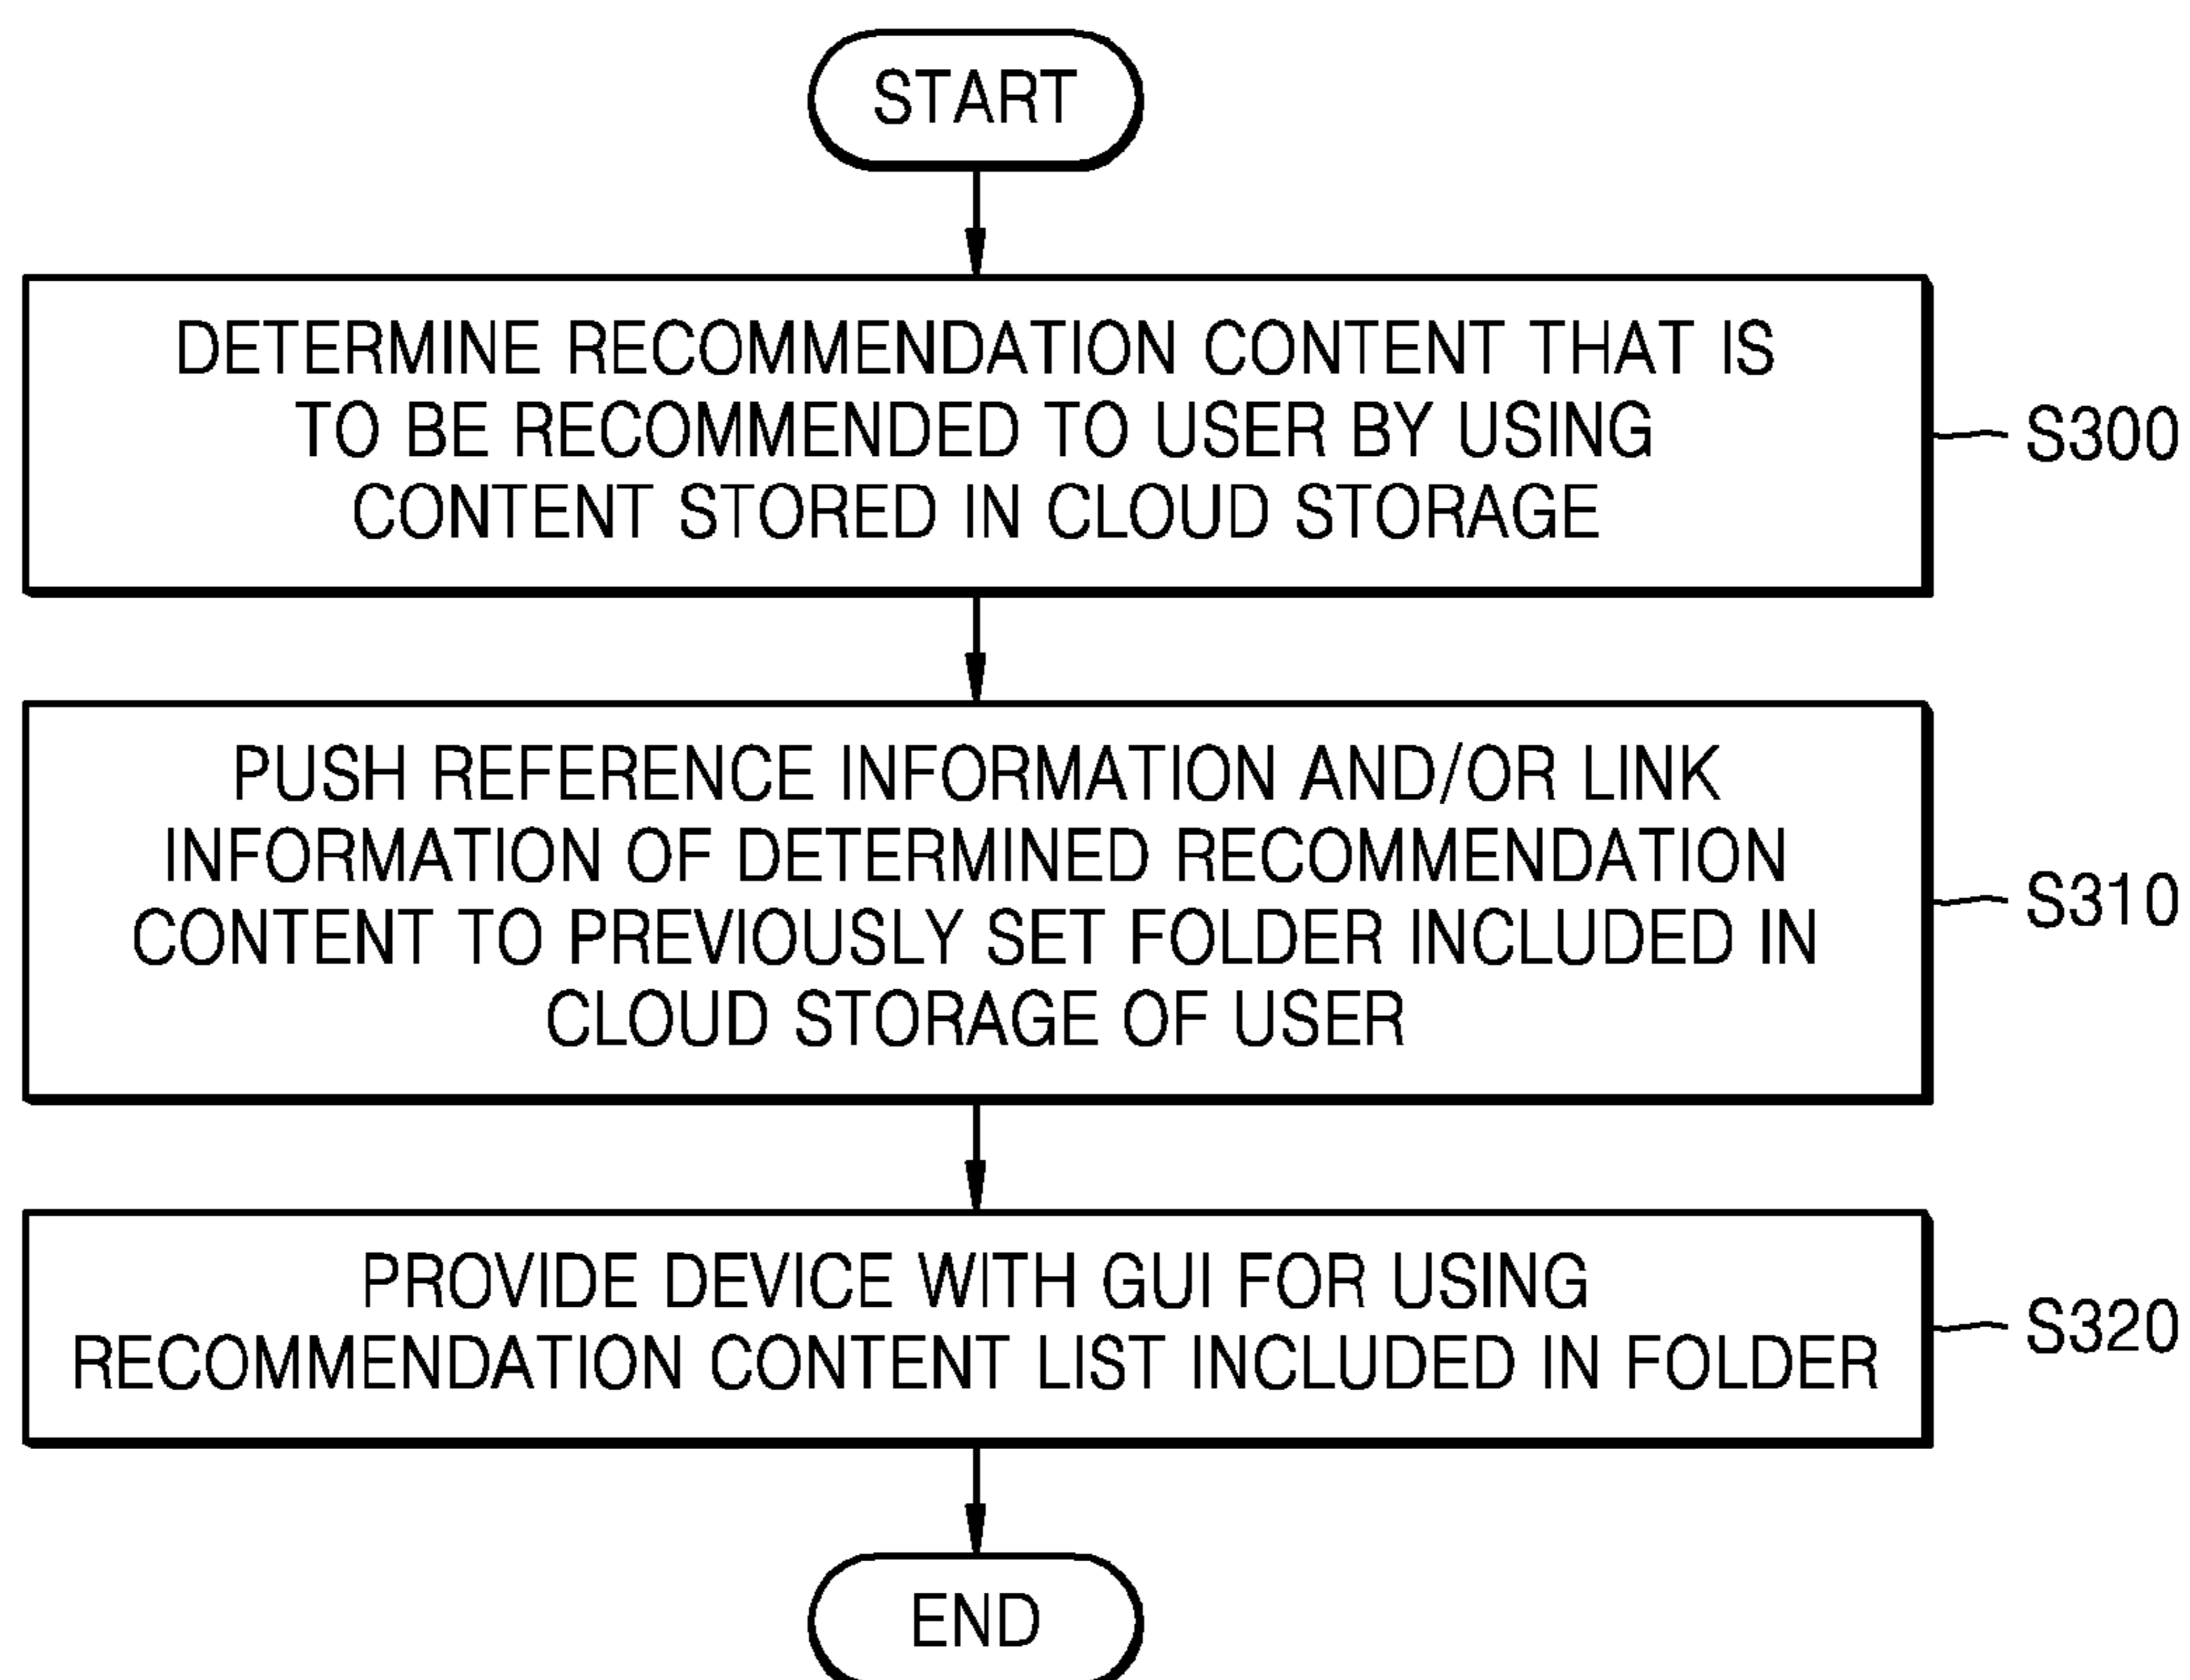 START
DETERMINE RECOMMENDATION CONTENT THAT IS
TO BE RECOMMENDED TO USER BY USING
CONTENT STORED IN CLOUD STORAGE
S300
PUSH REFERENCE INFORMATION AND/OR LINK
INFORMATION OF DETERMINED RECOMMENDATION
CONTENT TO PREVIOUSLY SET FOLDER INCLUDED IN
CLOUD STORAGE OF USER
S310
PROVIDE DEVICE WITH GUI FOR USING
RECOMMENDATION CONTENT LIST INCLUDED IN FOLDER
S320
END